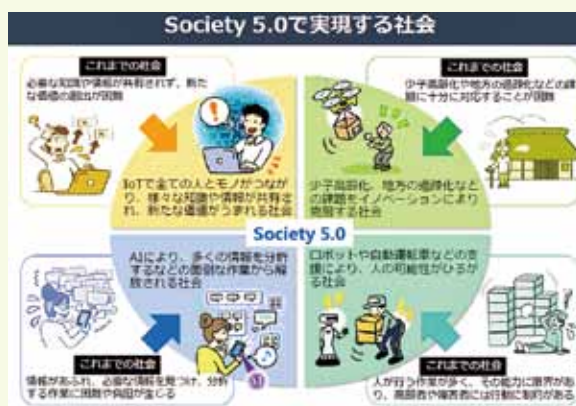 Society 5.0で実現する社会
これまでの社会
必要な知識や情報が共有されず、新た
な価値の創出が困難
これまでの社会
少子高齢化や地方の過疎化などの課
題に十分に対応することが困難
IoTで全ての人とモノがつなが
り、様々な知識や情報が共有さ
れ、新たな価値がうまれる社会
少子高齢化、地方の過疎化などの
課題をイノベーションにより
克服する社会
Society 5.0
AIにより、多くの情報を分析
するなどの面倒な作業から解
放される社会
ロボットや自動運転車などの支
援により、人の可能性がひろが
る社会
これまでの社会
情報があふれ、必要な情報を見つけ、分析
する作業に困難や負担が生じる
これまでの社会
人が行う作業が多く、その能力に限界があ
り、高齢者や障害者には行動に制約がある